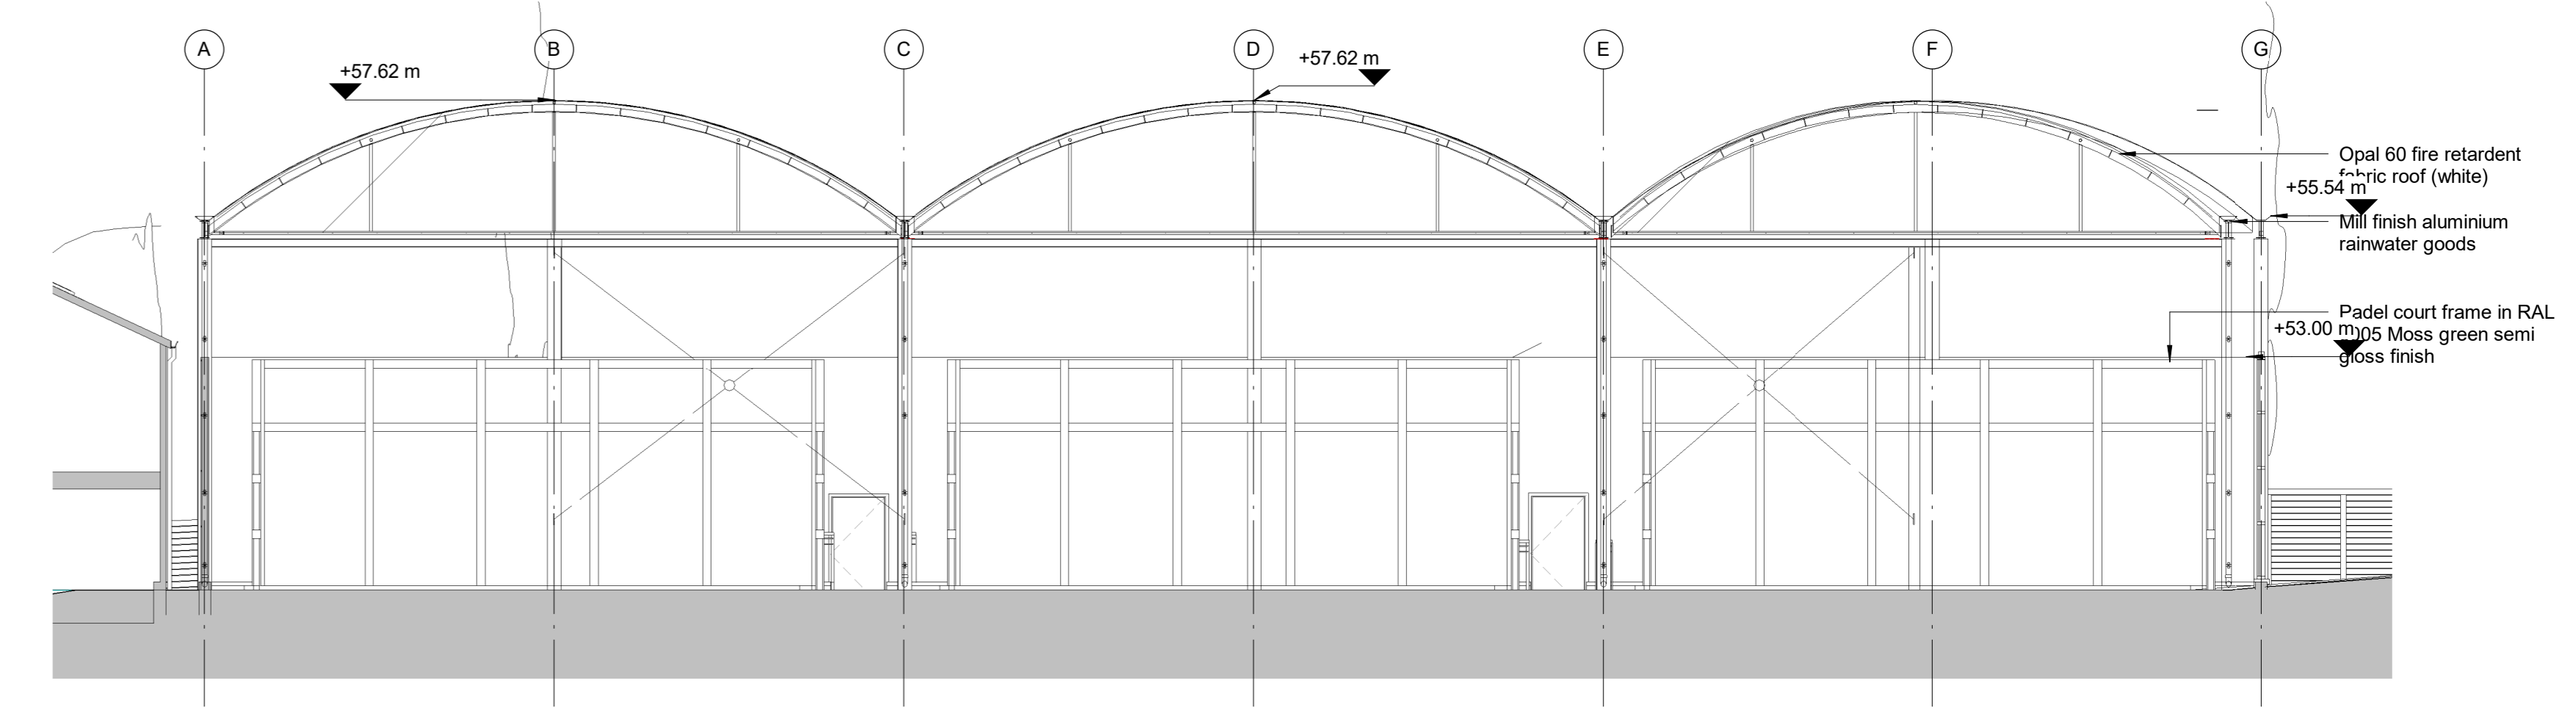 A
B
C
D
E
F
G
+57.62 m
+57.62 m
Opal 60 fire retardent
fabric roof (white)
+55.54 m
Mill finish aluminium
rainwater goods
Padel court frame in RAL
+53.00 m
Moss green semi
gloss finish